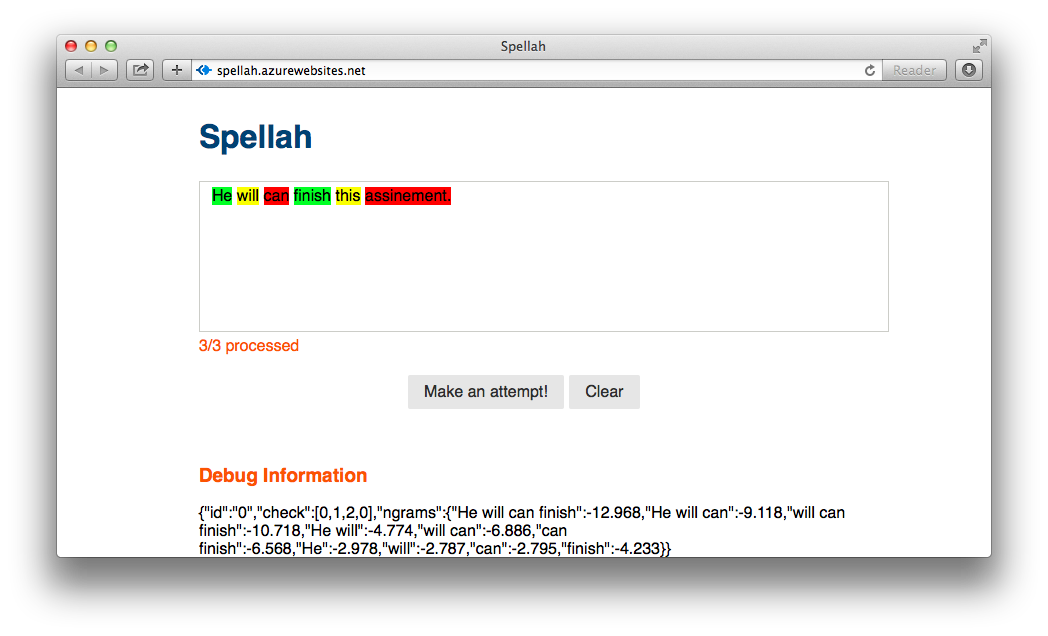 Spellah
spellah.azurewebsites.net
Reader
Spellah
He will can finish this assinement.
3/3 processed
Make an attempt! Clear
Debug Information
{"id":"0","check":[0,1,2,0],"ngrams":{"He will can finish":-12.968,"He will can":-9.118,"will can
finish":-10.718,"He will":-4.774,"will can":-6.886,"can
finish":-6.568,"He":-2.978,"will":-2.787,"can":-2.795,"finish":-4.233}}